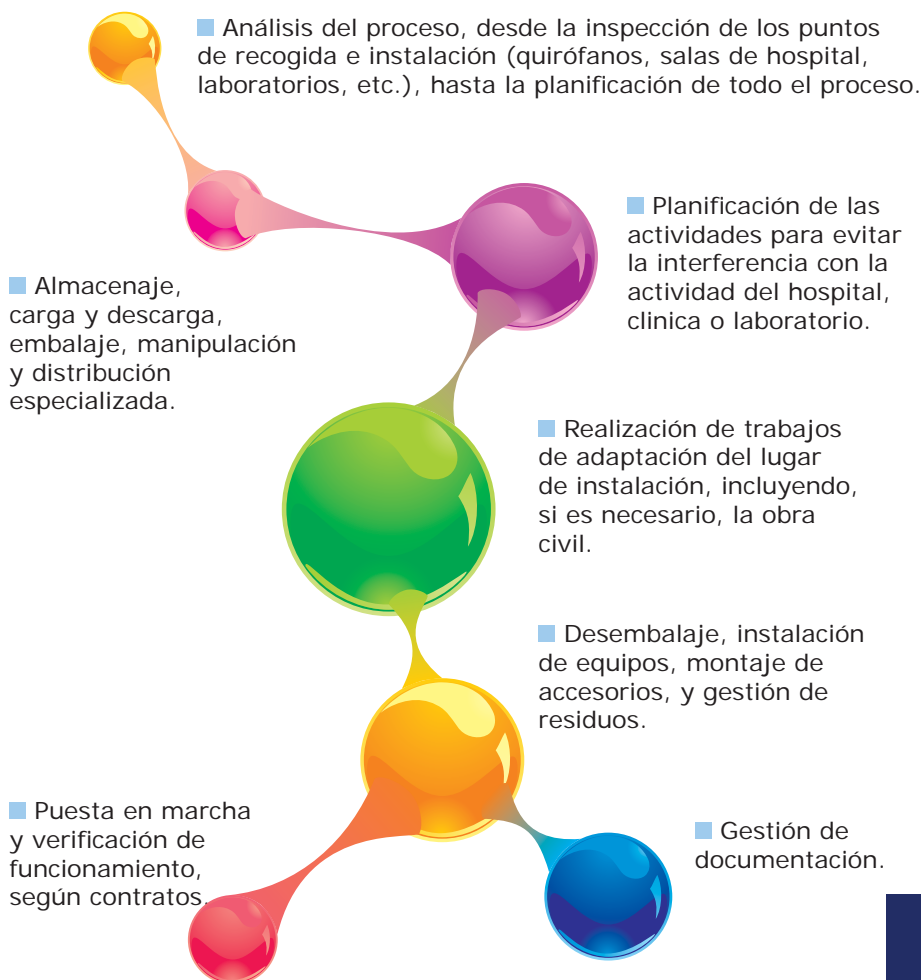 Análisis del proceso, desde la inspección de los puntos
de recogida e instalación (quirófanos, salas de hospital,
laboratorios, etc.), hasta la planificación de todo el proceso.
Planificación de las
actividades para evitar
la interferencia con la
actividad del hospital,
clinica o laboratorio.
Almacenaje,
carga y descarga,
embalaje, manipulación
y distribución
especializada.
Realización de trabajos
de adaptación del lugar
de instalación, incluyendo,
si es necesario, la obra
civil.
Desembalaje, instalación
de equipos, montaje de
accesorios, y gestión de
residuos.
Puesta en marcha
y verificación de
funcionamiento,
según contratos.
Gestión de
documentación.